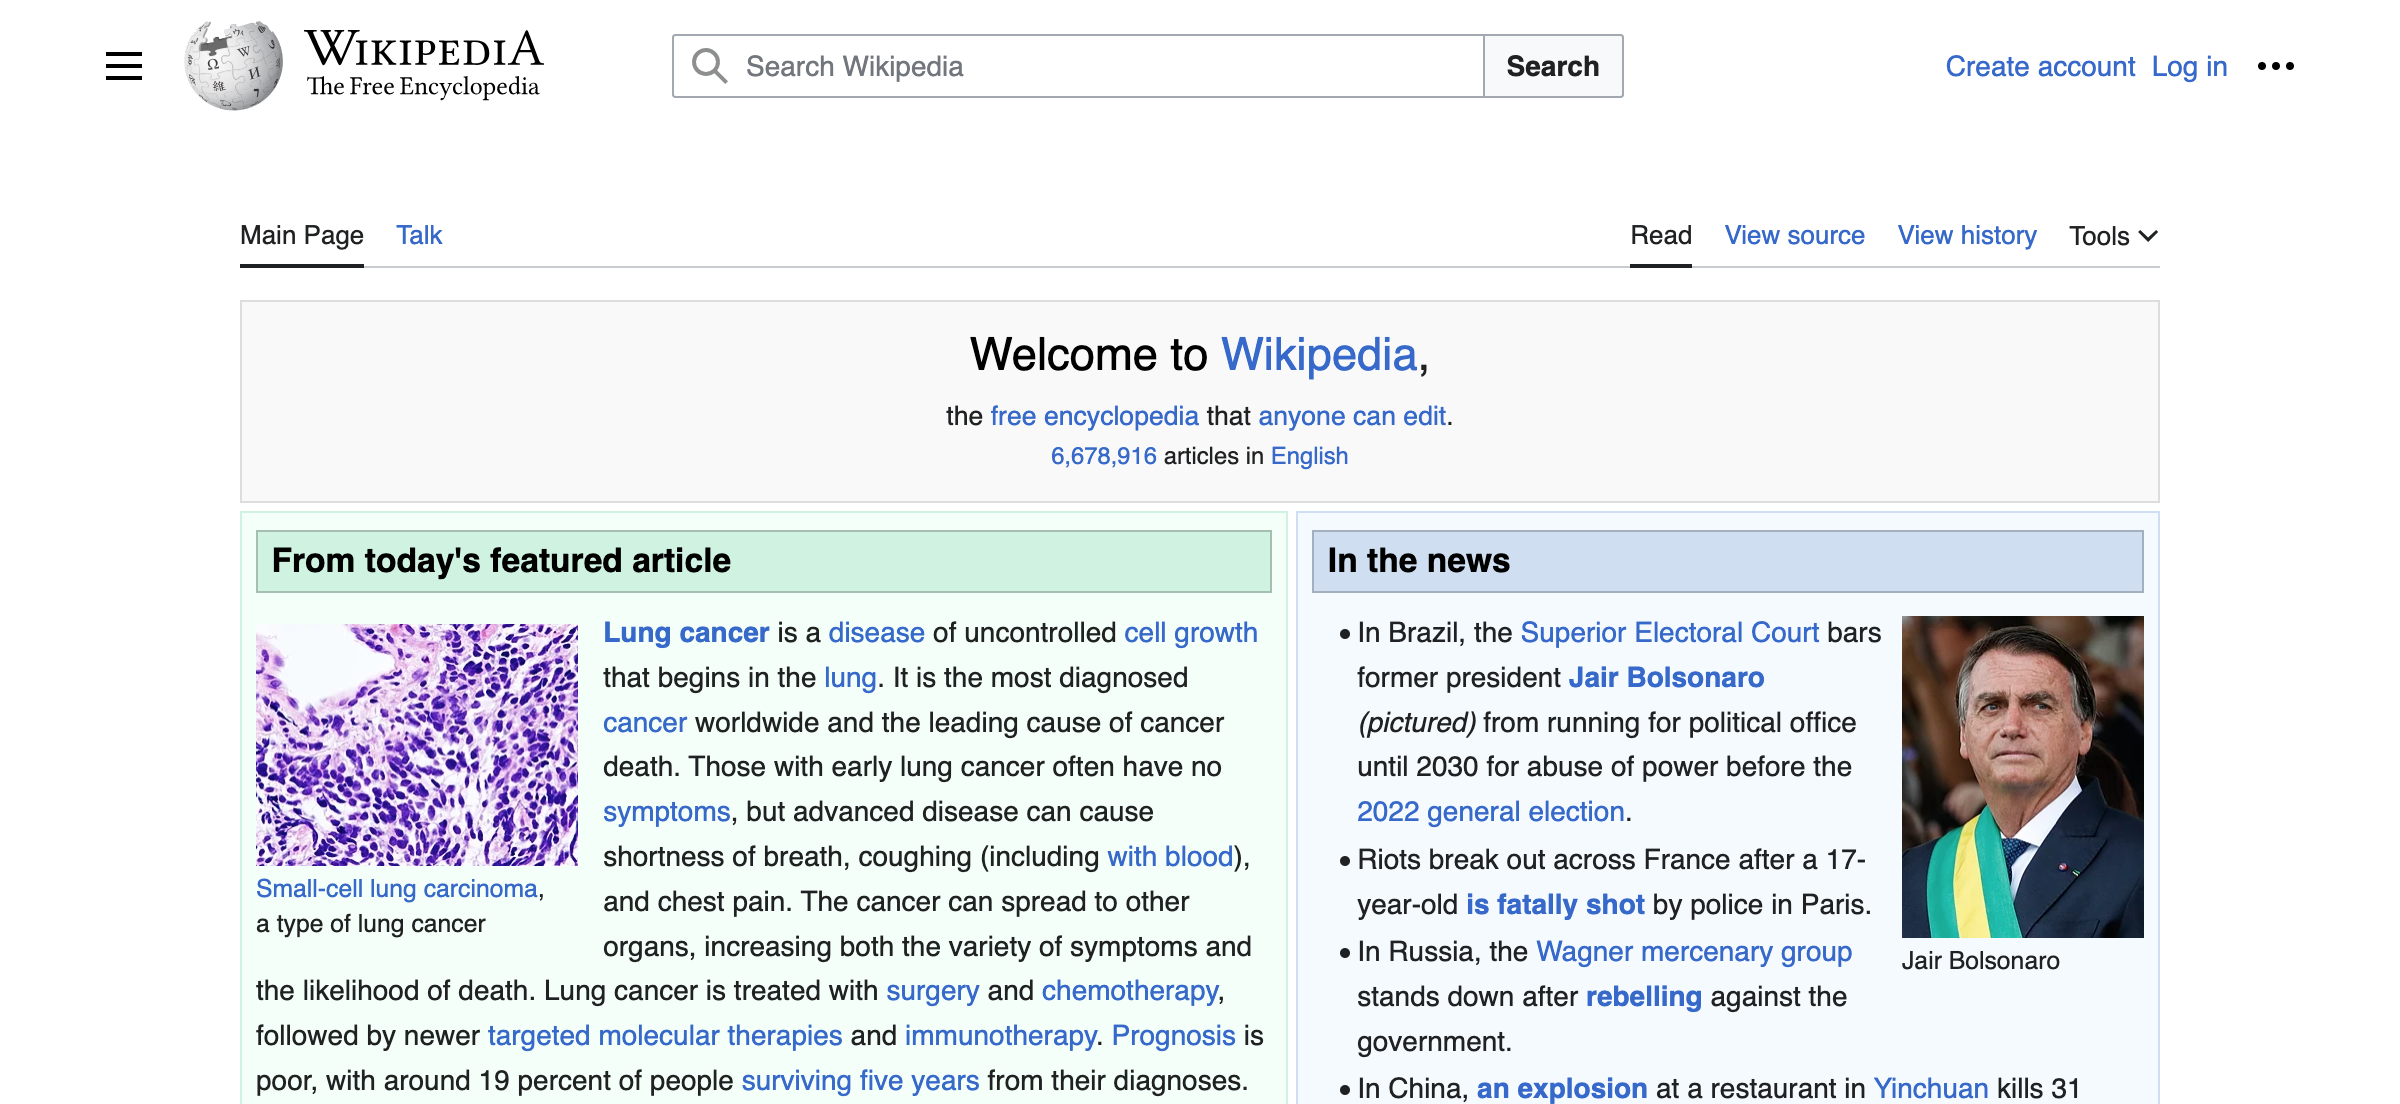 WIKIPEDIA
The Free Encyclopedia
Search Wikipedia
Search
Create account Log in
Main Page Talk
Read View source View history Tools
Welcome to Wikipedia,
the free encyclopedia that anyone can edit.
6,678,916 articles in English
From today's featured article
Small-cell lung carcinoma,
a type of lung cancer
Lung cancer is a disease of uncontrolled cell growth
that begins in the lung. It is the most diagnosed
cancer worldwide and the leading cause of cancer
death. Those with early lung cancer often have no
symptoms, but advanced disease can cause
shortness of breath, coughing (including with blood),
and chest pain. The cancer can spread to other
organs, increasing both the variety of symptoms and
the likelihood of death. Lung cancer is treated with surgery and chemotherapy,
followed by newer targeted molecular therapies and immunotherapy. Prognosis is
poor, with around 19 percent of people surviving five years from their diagnoses.
In the news
• In Brazil, the Superior Electoral Court bars
former president Jair Bolsonaro
(pictured) from running for political office
until 2030 for abuse of power before the
2022 general election.
• Riots break out across France after a 17-
year-old is fatally shot by police in Paris.
• In Russia, the Wagner mercenary group
stands down after rebelling against the
government.
• In China, an explosion at a restaurant in Yinchuan kills 31
Jair Bolsonaro